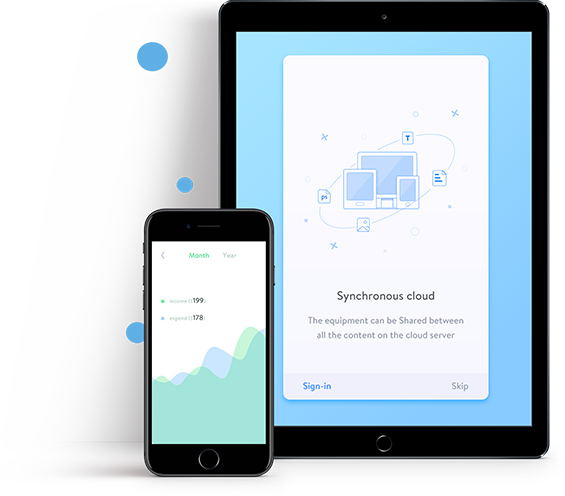 Month Year
income 199
expend 178
T
Synchronous cloud
The equipment can be Shared between
all the content on the cloud server
Sign-in Skip